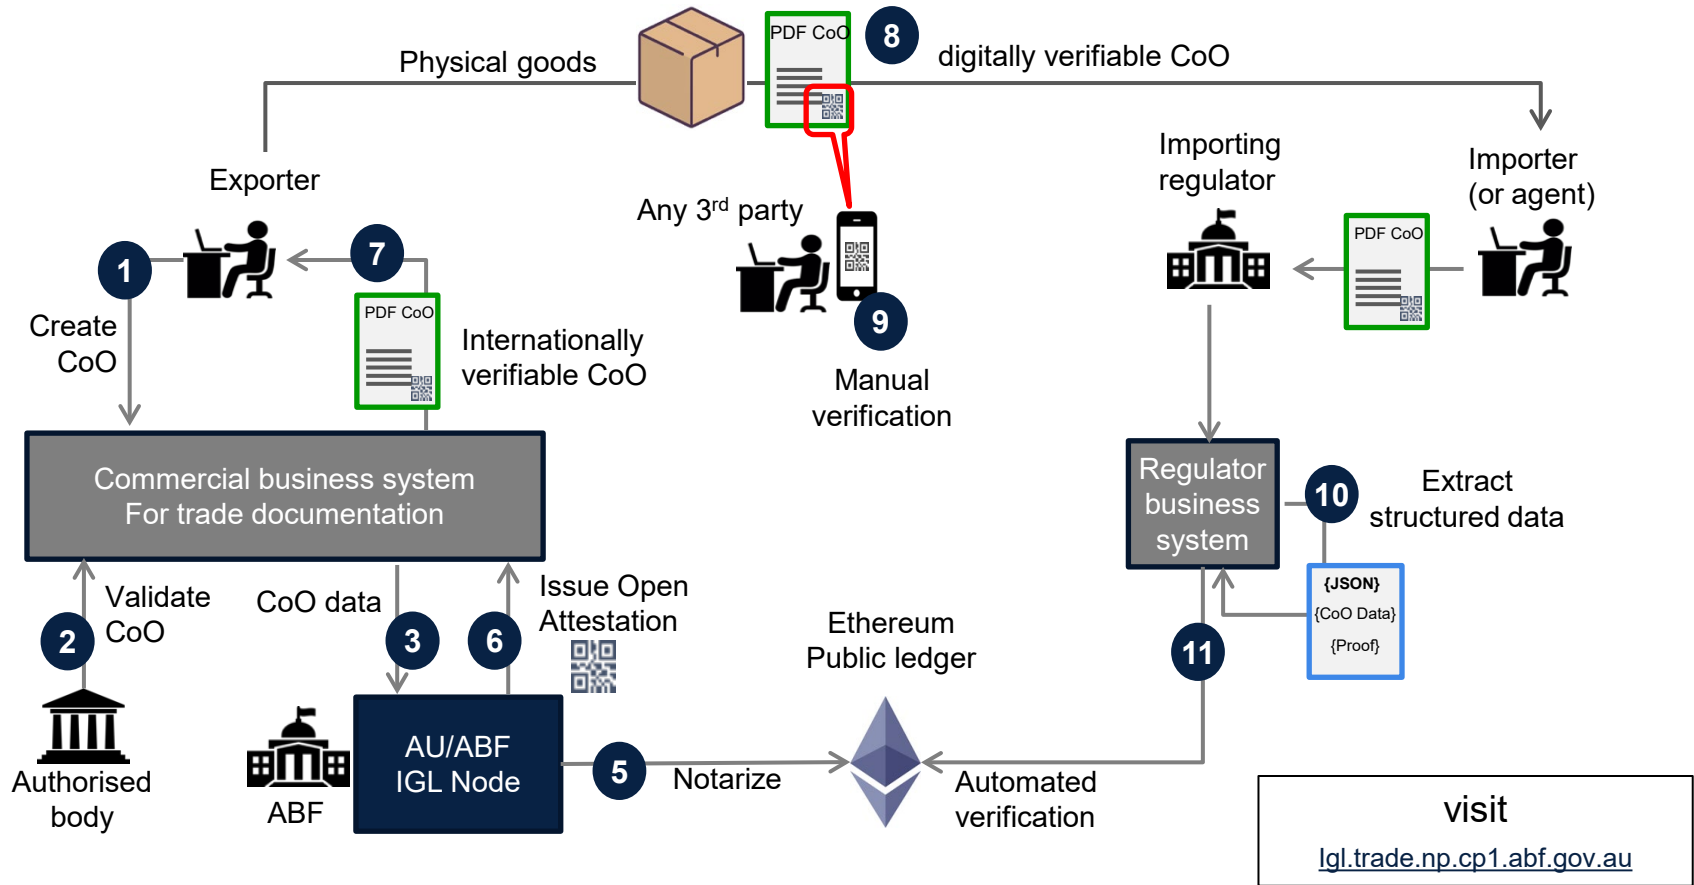 PDF CoO
8
Physical goods
digitally verifiable CoO
Exporter
Any 3rd party
Importing
regulator
Importer
(or agent)
1
7
PDF CoO
PDF CoO
Create
CoO
Internationally
verifiable CoO
9
Manual
verification
Commercial business system
For trade documentation
Regulator
business
system
10
Extract
structured data
{JSON}
{CoO Data}
{Proof}
2
Validate
CoO
CoO data
3
6
Issue Open
Attestation
Ethereum
Public ledger
11
Authorised
body
ABF
AU/ABF
IGL Node
5
Notarize
Automated
verification
visit
Igl.trade.np.cp1.abf.gov.au